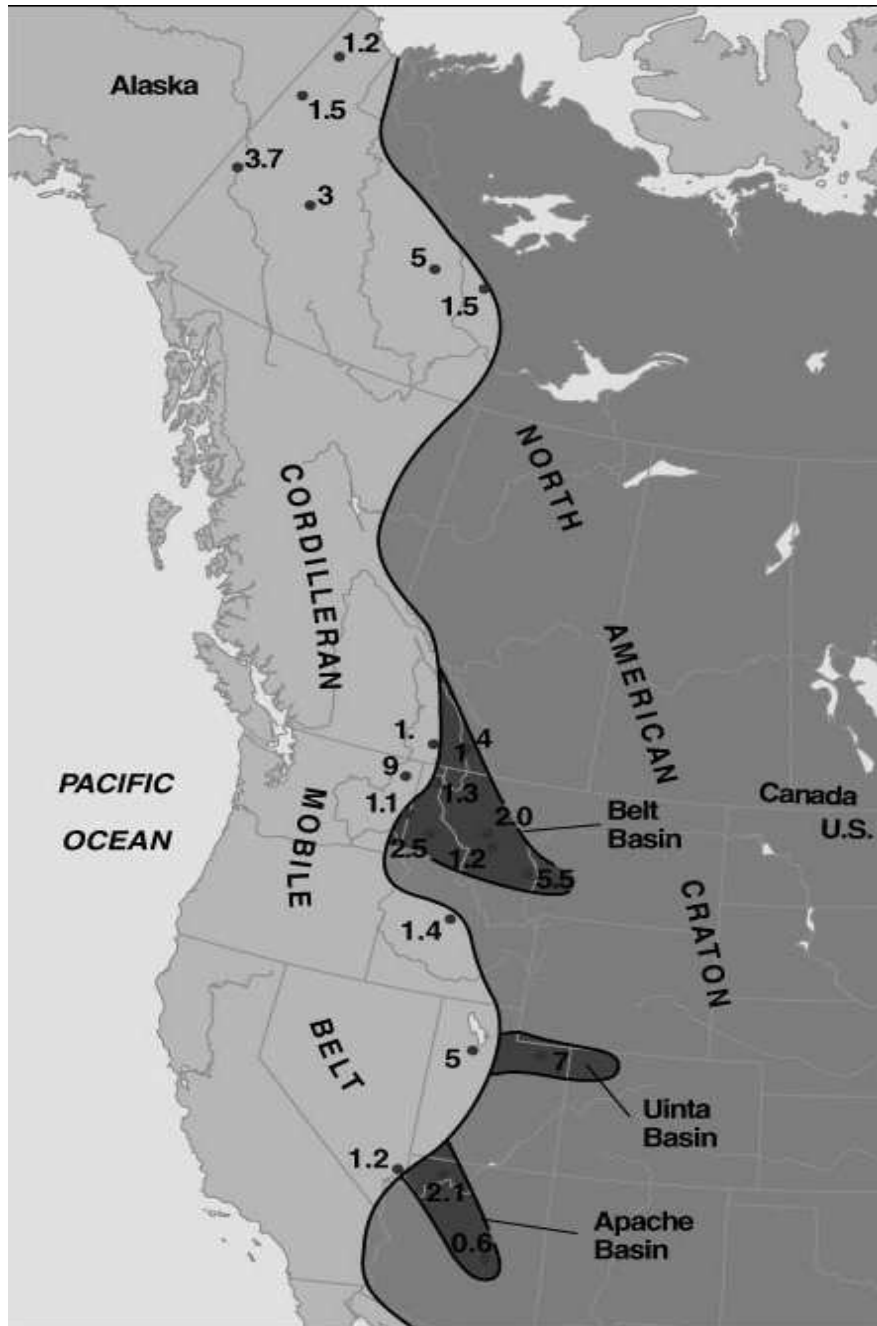 1.2
Alaska
1.5
3.7
3
5
1.5
NORTH
CORDILLERAN
AMERICAN
1.
1 4
PACIFIC
OCEAN
9
1.1
1.3
MOBILE
2.0
Belt
Basin
Canada
U.S.
2.5
1.2
5.5
CRATON
1.4
BELT
5
7
Uinta
Basin
1.2
2.1
Apache
Basin
0.6